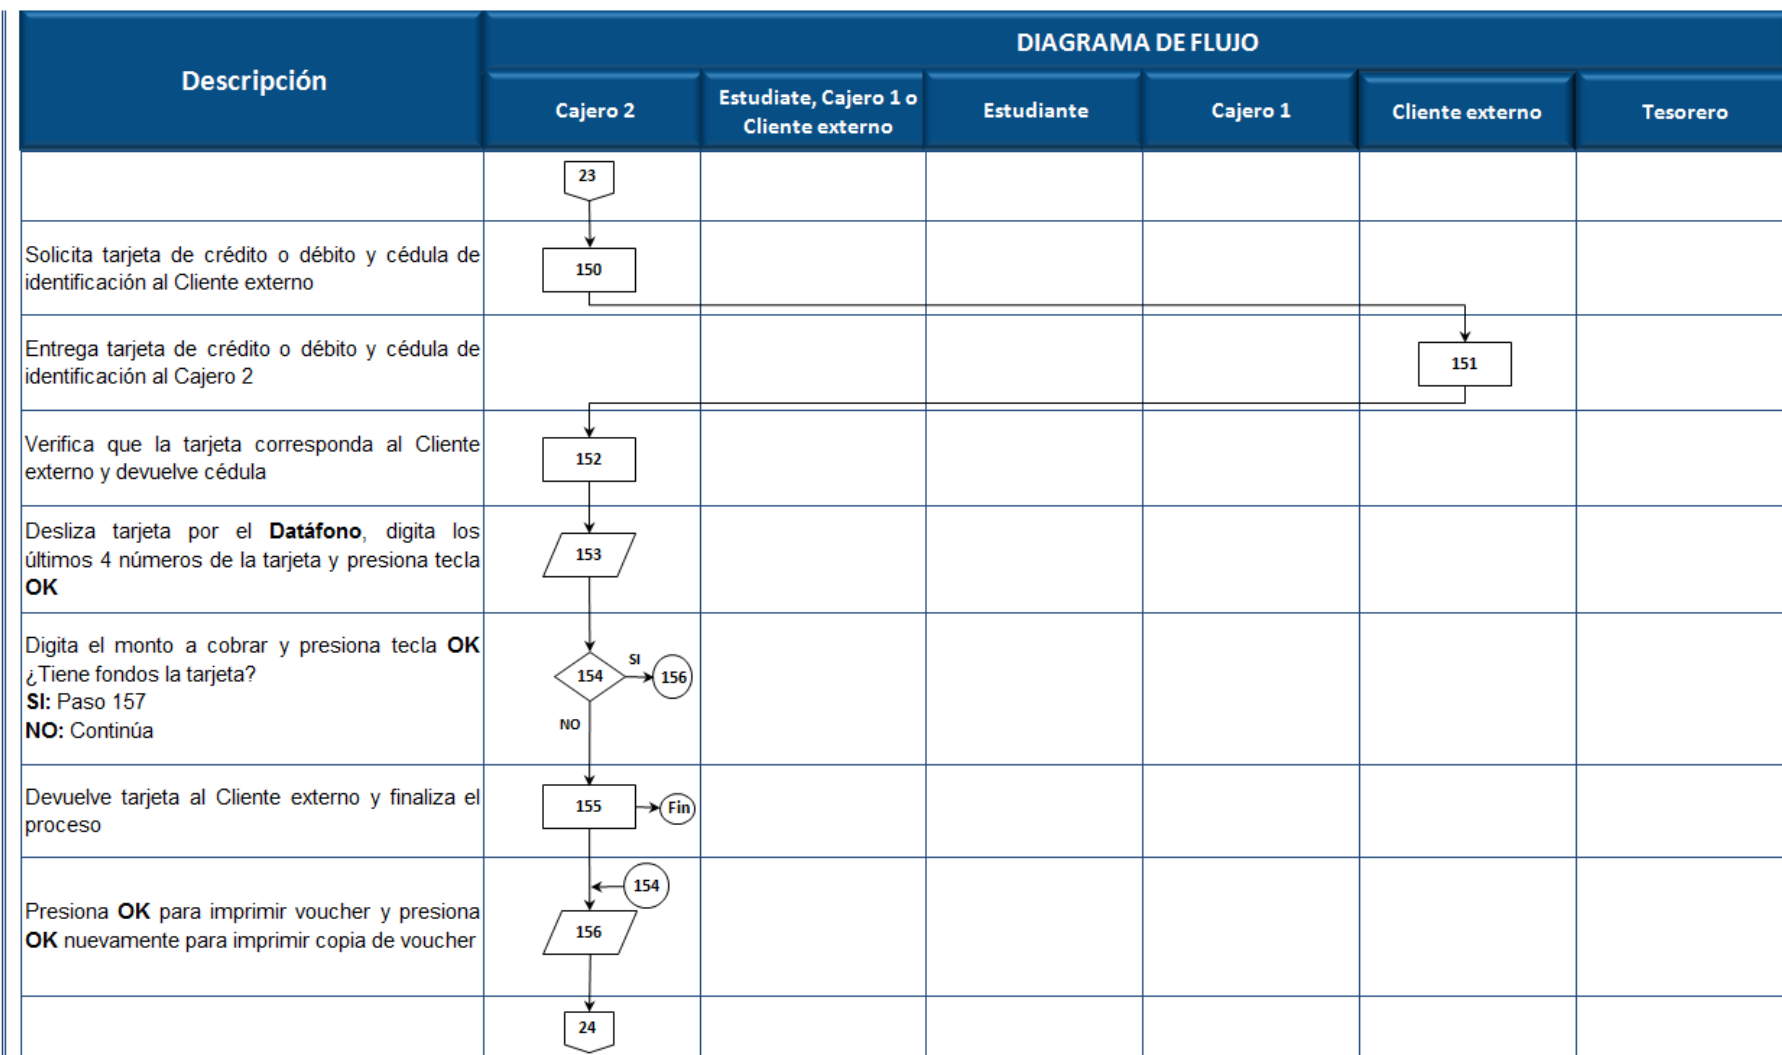 Descripción
DIAGRAMA DE FLUJO
Cajero 2
Estudiate, Cajero 1 o
Cliente externo
Estudiante
Cajero 1
Cliente externo
Tesorero
23
Solicita tarjeta de crédito o débito y cédula de
identificación al Cliente externo
150
Entrega tarjeta de crédito o débito y cédula de
identificación al Cajero 2
151
Verifica que la tarjeta corresponda al Cliente
externo y devuelve cédula
152
Desliza tarjeta por el Datáfono, digita los
últimos 4 números de la tarjeta y presiona tecla
OK
153
Digita el monto a cobrar y presiona tecla OK
¿Tiene fondos la tarjeta?
SI: Paso 157
NO: Continúa
154
SI
156
NO
Devuelve tarjeta al Cliente externo y finaliza el
proceso
155
Fin
154
Presiona OK para imprimir voucher y presiona
OK nuevamente para imprimir copia de voucher
156
24